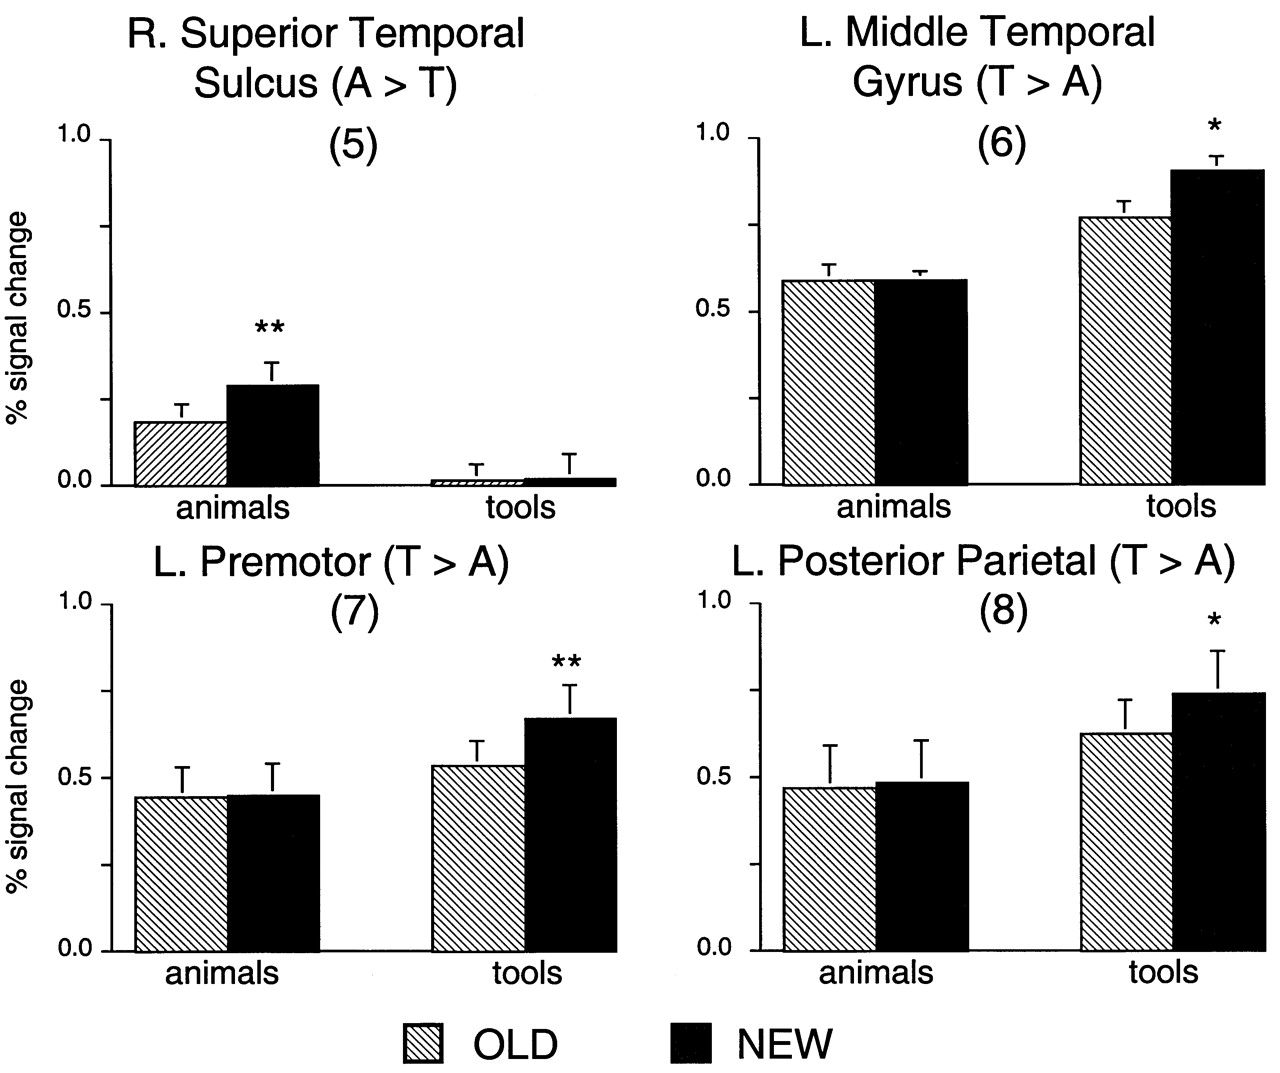 R. Superior Temporal
Sulcus (A > T)
(5)
1.0
0.5
0.0
% signal change
**
animals
tools
L. Middle Temporal
Gyrus (T > A)
(6)
1.0
0.5
0.0
*
animals
tools
L. Premotor (T > A)
(7)
1.0
0.5
0.0
% signal change
**
animals
tools
L. Posterior Parietal (T > A)
(8)
1.0
0.5
0.0
*
animals
tools
OLD
NEW